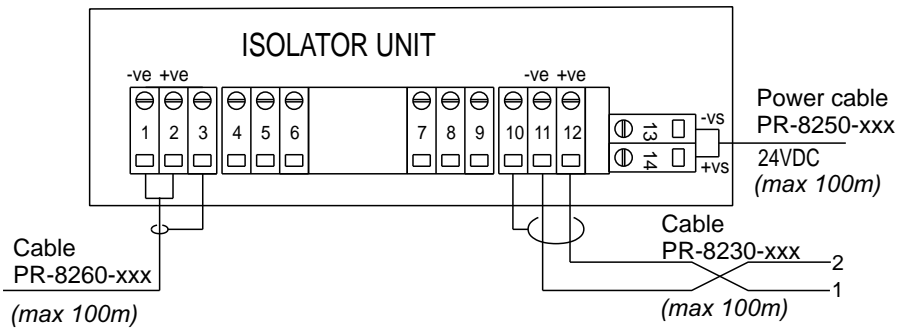 ISOLATOR UNIT
-ve +ve
-ve +ve
1 2 3 4 5 6 7 8 9 10 11 12
13
14
-vs
+vs
Power cable
PR-8250-xxx
24VDC
(max 100m)
Cable
PR-8260-xxx
(max 100m)
Cable
PR-8230-xxx
2
1
(max 100m)